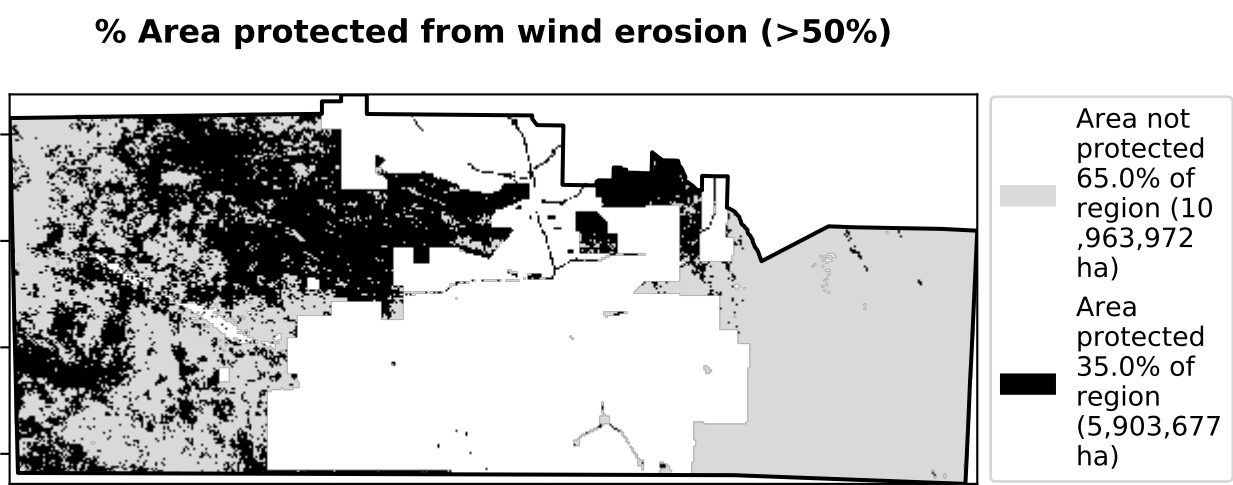 % Area protected from wind erosion (>50%)
Area not
protected
65.0% of
region (10
,963,972
ha)
Area
protected
35.0% of
region
(5,903,677
ha)